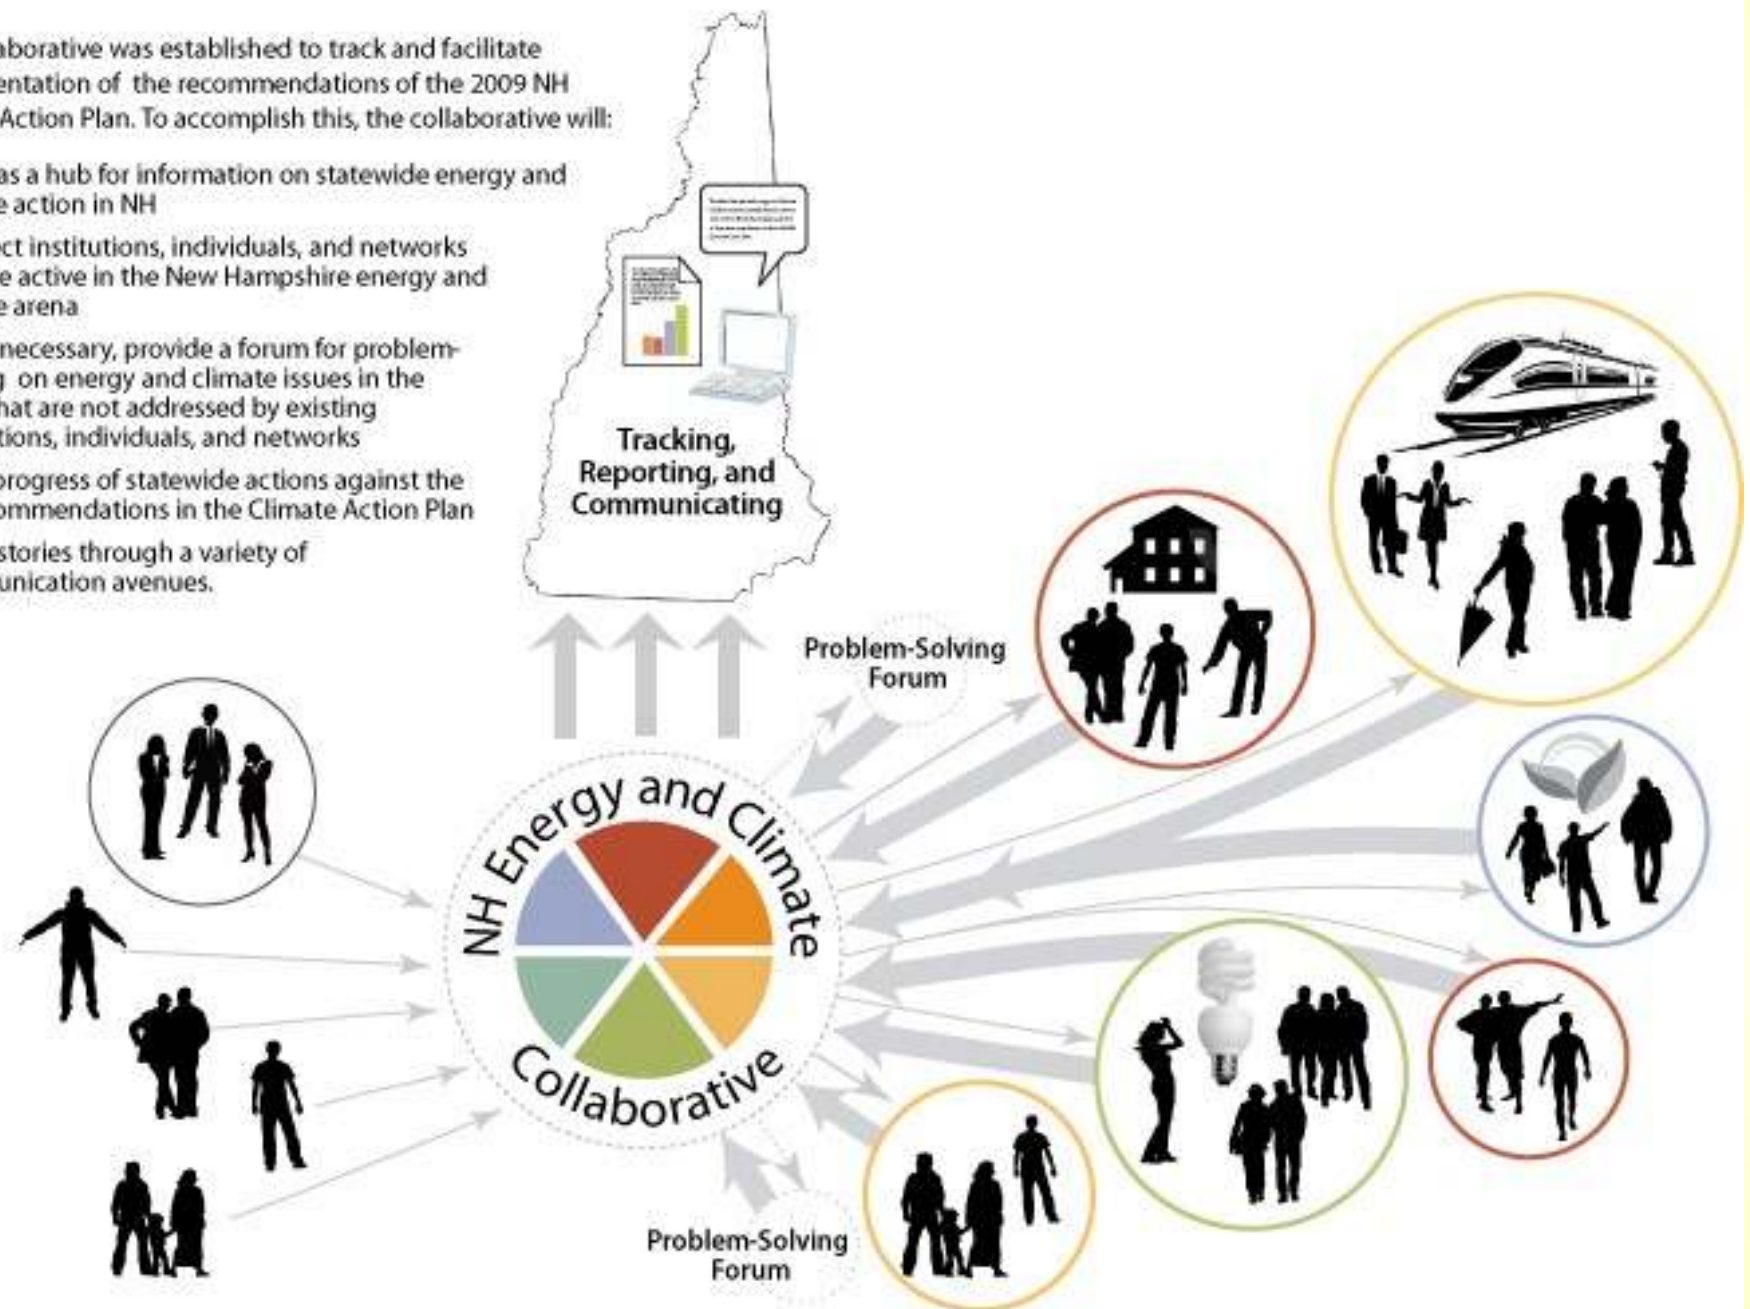 aborative was established to track and facilitate
entation of the recommendations of the 2009 NH
Action Plan. To accomplish this, the collaborative will:
as a hub for information on statewide energy and
e action in NH
ct institutions, individuals, and networks
e active in the New Hampshire energy and
e arena
necessary, provide a forum for problem-
g on energy and climate issues in the
hat are not addressed by existing
tions, individuals, and networks
progress of statewide actions against the
ommendations in the Climate Action Plan
stories through a variety of
unication avenues.
Tracking,
Reporting, and
Communicating
Problem-Solving
Forum
NH Energy and Climate
Collaborative
Problem-Solving
Forum